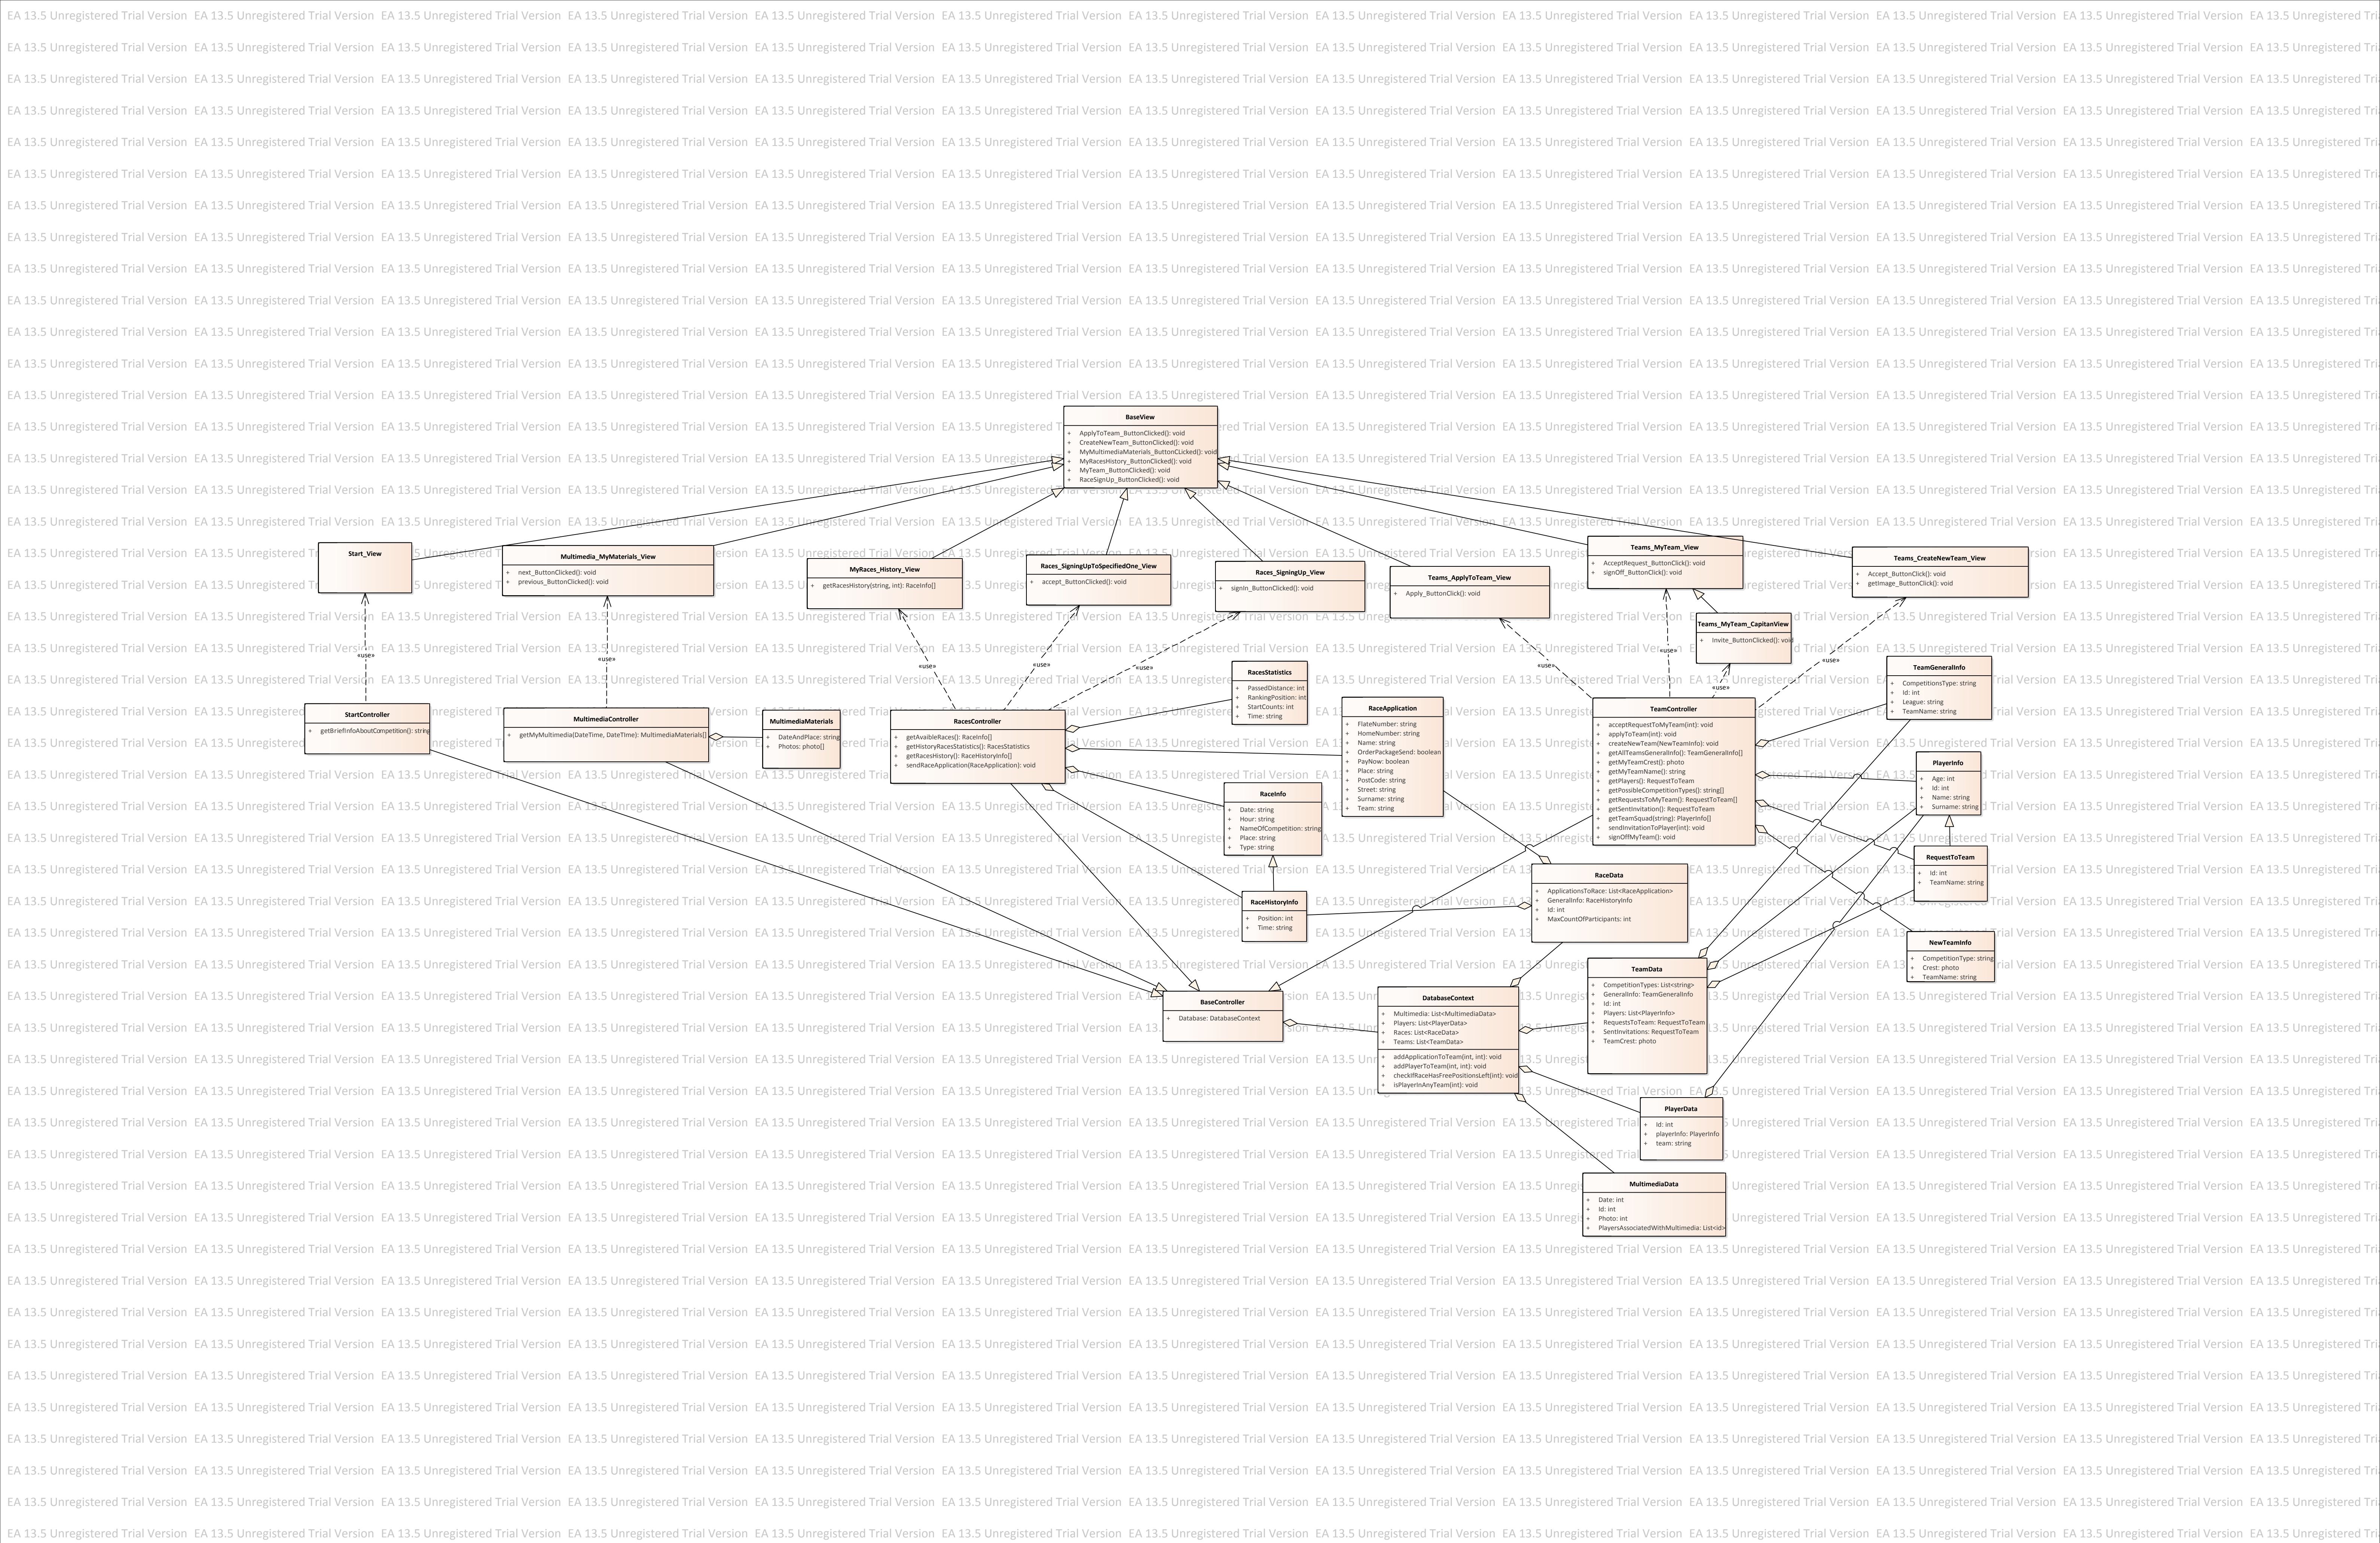 EA 13.5 Unregistered Trial Version
BaseView
+ ApplyToTeam_ButtonClicked(): void
+ CreateNewTeam_ButtonClicked(): void
+ MyMultimediaMaterials_ButtonCLicked(): void
+ MyRacesHistory_ButtonClicked(): void
+ MyTeam_ButtonClicked(): void
+ RaceSignUp_ButtonClicked(): void
Start_View
Multimedia_MyMaterials_View
+ next_ButtonClicked(): void
+ previous_ButtonClicked(): void
MyRaces_History_View
+ getRacesHistory(string, int): RaceInfo[]
Races_SigningUpToSpecifiedOne_View
+ accept_ButtonClicked(): void
Races_SigningUp_View
+ signIn_ButtonClicked(): void
Teams_ApplyToTeam_View
+ Apply_ButtonClick(): void
Teams_MyTeam_View
+ AcceptRequest_ButtonClick(): void
+ signOff_ButtonClick(): void
Teams_CreateNewTeam_View
+ Accept_ButtonClick(): void
+ getImage_ButtonClick(): void
Teams_MyTeam_CapitanView
+ Invite_ButtonClicked(): void
«use»
«use»
«use»
«use»
«use»
«use»
«use»
«use»
«use»
StartController
+ getBriefInfoAboutCompetition(): string
MultimediaController
+ getMyMultimedia(DateTime, DateTIme): MultimediaMaterials[]
MultimediaMaterials
+ DateAndPlace: string
+ Photos: photo[]
RacesController
+ getAvaibleRaces(): RaceInfo[]
+ getHistoryRacesStatistics(): RacesStatistics
+ getRacesHistory(): RaceHistoryInfo[]
+ sendRaceApplication(RaceApplication): void
RacesStatistics
+ PassedDistance: int
+ RankingPosition: int
+ StartCounts: int
+ Time: string
RaceApplication
+ FlateNumber: string
+ HomeNumber: string
+ Name: string
+ OrderPackageSend: boolean
+ PayNow: boolean
+ Place: string
+ PostCode: string
+ Street: string
+ Surname: string
+ Team: string
TeamController
+ acceptRequestToMyTeam(int): void
+ applyToTeam(int): void
+ createNewTeam(NewTeamInfo): void
+ getAllTeamsGeneralInfo(): TeamGeneralInfo[]
+ getMyTeamCrest(): photo
+ getMyTeamName(): string
+ getPlayers(): RequestToTeam
+ getPossibleCompetitionTypes(): string[]
+ getRequestsToMyTeam(): RequestToTeam[]
+ getSentInvitation(): RequestToTeam
+ getTeamSquad(string): PlayerInfo[]
+ sendInvitationToPlayer(int): void
+ signOffMyTeam(): void
TeamGeneralInfo
+ CompetitionsType: string
+ Id: int
+ League: string
+ TeamName: string
PlayerInfo
+ Age: int
+ Id: int
+ Name: string
+ Surname: string
RaceInfo
+ Date: string
+ Hour: string
+ NameOfCompetition: string
+ Place: string
+ Type: string
RequestToTeam
+ Id: int
+ TeamName: string
RaceData
+ ApplicationsToRace: List<RaceApplication>
+ GeneralInfo: RaceHistoryInfo
+ Id: int
+ MaxCountOfParticipants: int
RaceHistoryInfo
+ Position: int
+ Time: string
NewTeamInfo
+ CompetitionType: string
+ Crest: photo
+ TeamName: string
TeamData
+ CompetitionTypes: List<string>
+ GeneralInfo: TeamGeneralInfo
+ Id: int
+ Players: List<PlayerInfo>
+ RequestsToTeam: RequestToTeam
+ SentInvitations: RequestToTeam
+ TeamCrest: photo
BaseController
+ Database: DatabaseContext
DatabaseContext
+ Multimedia: List<MultimediaData>
+ Players: List<PlayerData>
+ Races: List<RaceData>
+ Teams: List<TeamData>
+ addApplicationToTeam(int, int): void
+ addPlayerToTeam(int, int): void
+ checkIfRaceHasFreePositionsLeft(int): void
+ isPlayerInAnyTeam(int): void
PlayerData
+ Id: int
+ playerInfo: PlayerInfo
+ team: string
MultimediaData
+ Date: int
+ Id: int
+ Photo: int
+ PlayersAssociatedWithMultimedia: List<id>